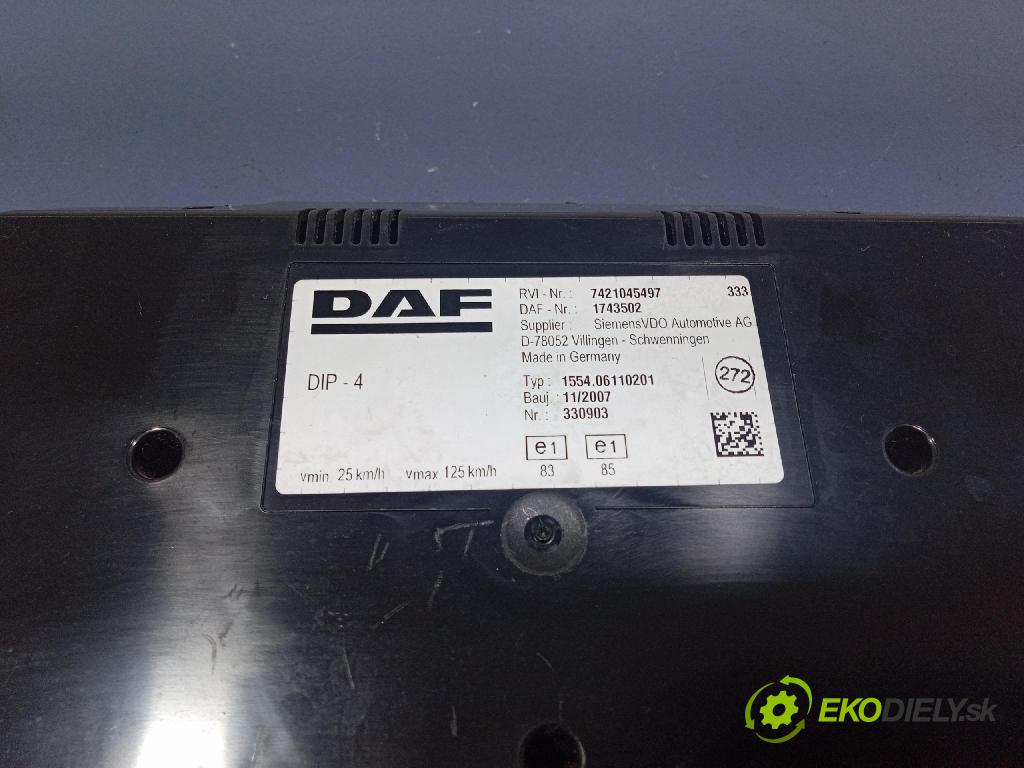 DAF
DIP - 4
RVI - Nr. : 7421045497 333
DAF - Nr. : 1743502
Supplier : SiemensVDO Automotive AG
D-78052 Villingen - Schwenningen
Made in Germany
Typ : 1554.06110201
Bauj. : 11/2007
Nr. : 330903
272
e1 e1
83 85
vmin. 25 km/h vmax 125 km/h
EKODIELY.sk